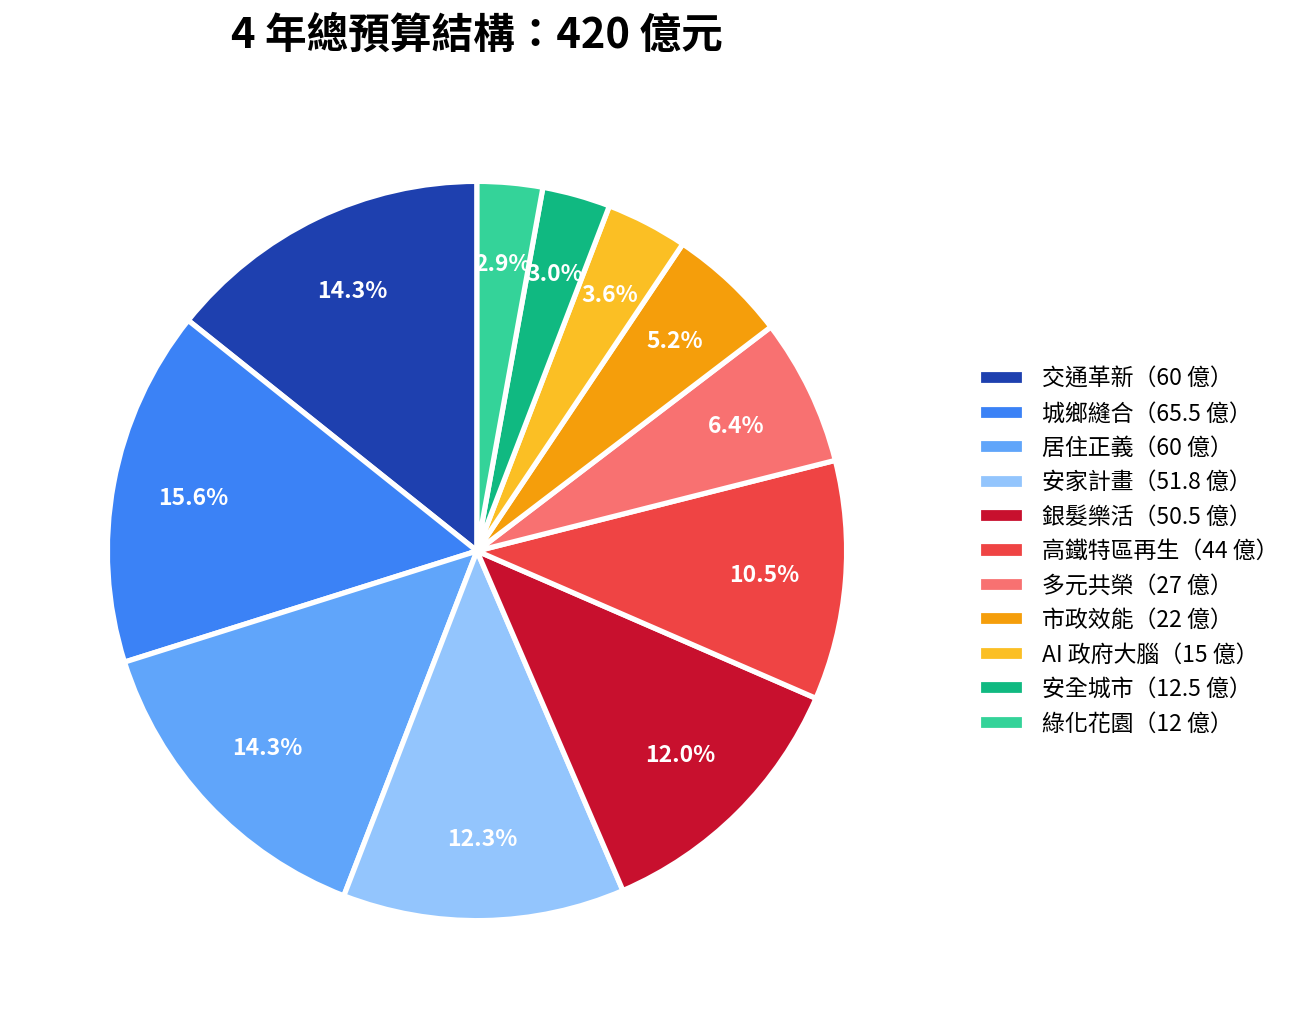 4 年總預算結構：420 億元
2.9%
3.0%
3.6%
5.2%
14.3%
6.4%
15.6%
10.5%
14.3%
12.0%
12.3%
交通革新（60 億）
城鄉縫合（65.5 億）
居住正義（60 億）
安家計畫（51.8 億）
銀髮樂活（50.5 億）
高鐵特區再生（44 億）
多元共榮（27 億）
市政效能（22 億）
AI 政府大腦（15 億）
安全城市（12.5 億）
綠化花園（12 億）